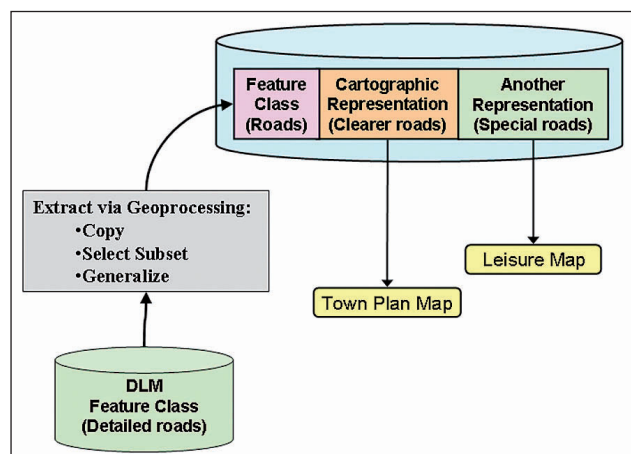 Feature
Class
(Roads)
Cartographic
Representation
(Clearer roads)
Another
Representation
(Special roads)
Extract via Geoprocessing:
•Copy
•Select Subset
•Generalize
Leisure Map
Town Plan Map
DLM
Feature Class
(Detailed roads)